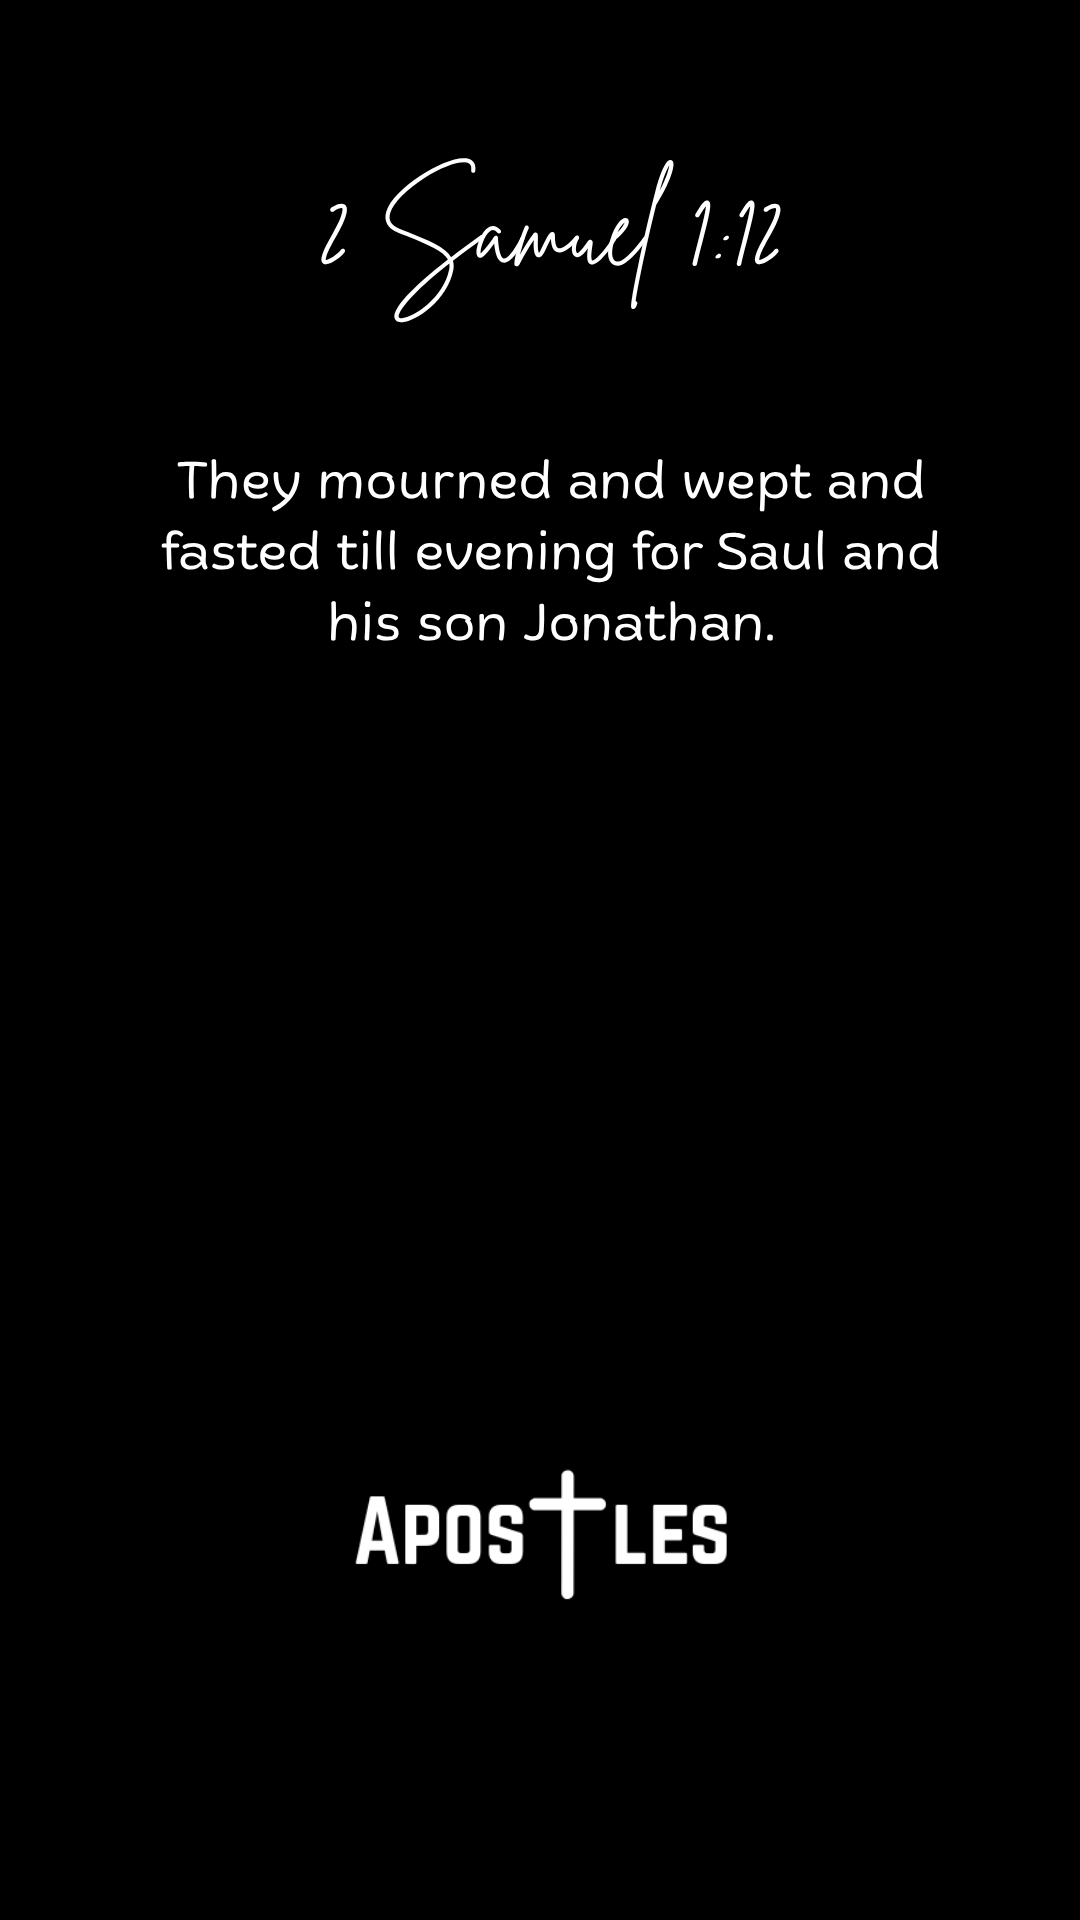 2 Samuel 1:12
They mourned and wept and
fasted till evening for Saul and
his son Jonathan.
Apostles